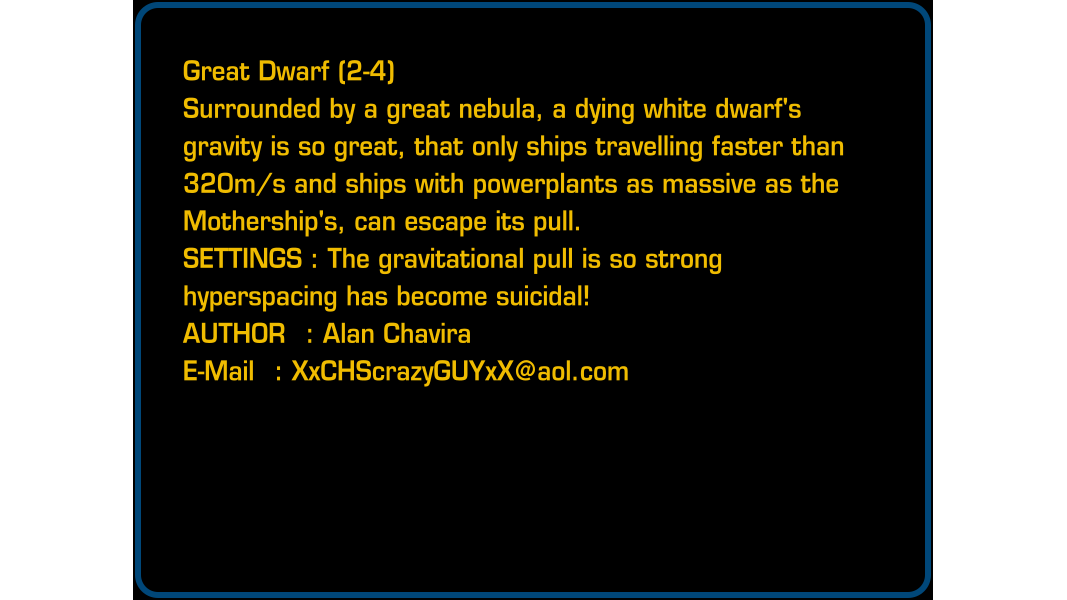 Great Dwarf (2-4)
Surrounded by a great nebula, a dying white dwarf's
gravity is so great, that only ships travelling faster than
320m/s and ships with powerplants as massive as the
Mothership's, can escape its pull.
SETTINGS : The gravitational pull is so strong
hyperspacing has become suicidal!
AUTHOR  : Alan Chavira
E-Mail  : XxCHScrazyGUYxX@aol.com